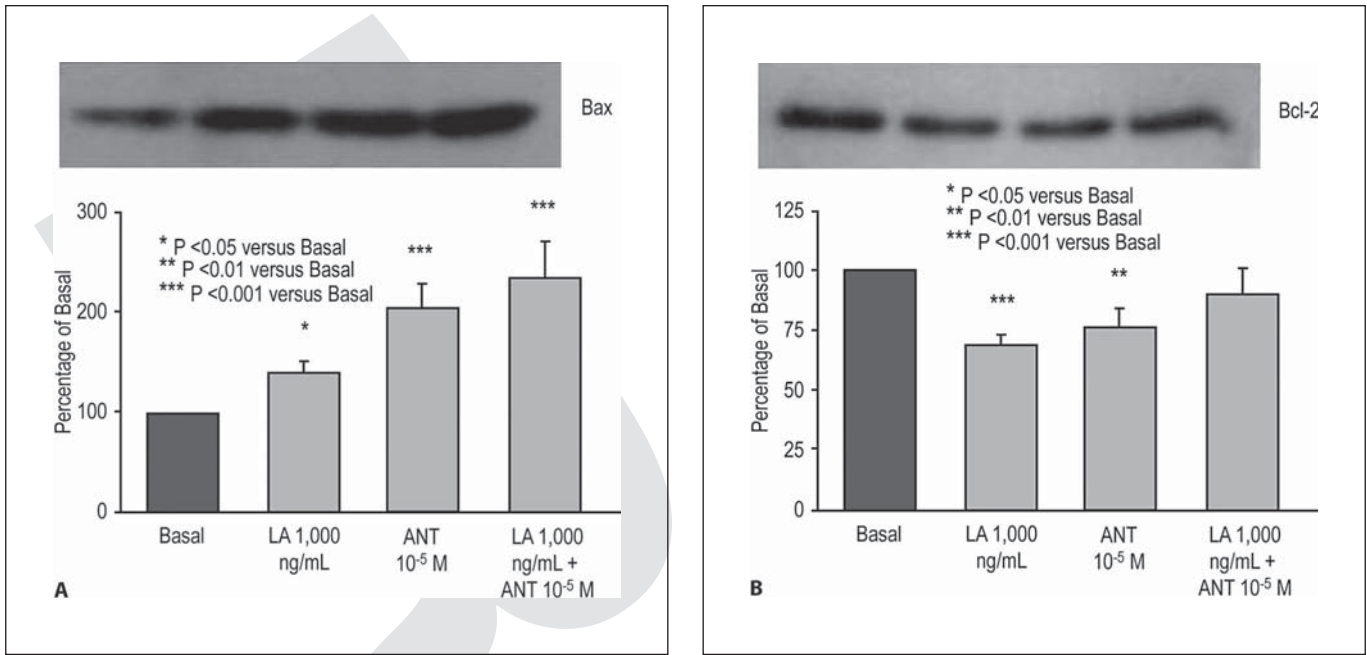 Bax
300
200
100
0
Percentage of Basal
* P <0.05 versus Basal
** P <0.01 versus Basal
*** P <0.001 versus Basal
*
***
***
Basal
LA 1,000
ng/mL
ANT
10-5 M
LA 1,000
ng/mL +
ANT 10-5 M
A
Bcl-2
* P <0.05 versus Basal
** P <0.01 versus Basal
*** P <0.001 versus Basal
125
100
75
50
25
0
Percentage of Basal
***
**
Basal
LA 1,000
ng/mL
ANT
10-5 M
LA 1,000
ng/mL +
ANT 10-5 M
B